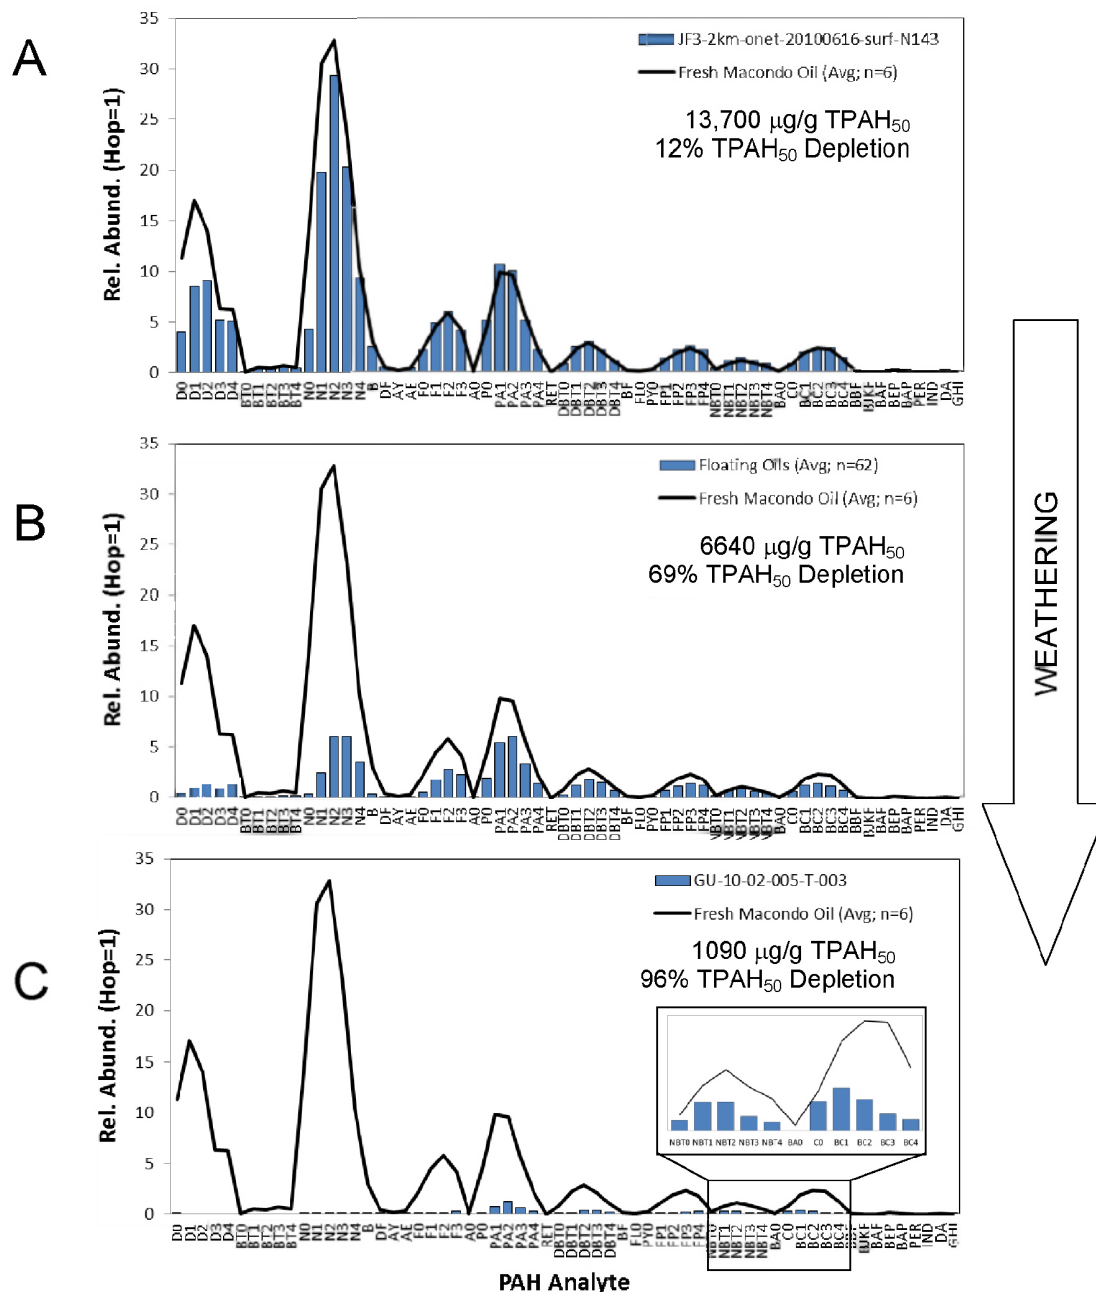 A
Rel. Abund. (Hop=1)
35
30
25
20
15
10
5
0
JF3-2km-onet-20100616-surf-N143
Fresh Macondo Oil (Avg; n=6)
13,700 µg/g TPAH50
12% TPAH50 Depletion
D0 D1 D2 D3 D4 BT0 BT1 BT2 BT3 BT4 N0 N1 N2 N3 N4 B DF AY AE F0 F1 F2 F3 A0 P0 PA1 PA2 PA3 PA4 RET DBT0 DBT1 DBT2 DBT3 DBT4 BF FL0 PY0 FP1 FP2 FP3 FP4 NBT0 NBT1 NBT2 NBT3 NBT4 BA0 C0 BC1 BC2 BC3 BC4 BBF BJKF BAF BEP BAP PER IND DA GHI
B
Rel. Abund. (Hop=1)
35
30
25
20
15
10
5
0
Floating Oils (Avg; n=62)
Fresh Macondo Oil (Avg; n=6)
6640 µg/g TPAH50
69% TPAH50 Depletion
D0 D1 D2 D3 D4 BT0 BT1 BT2 BT3 BT4 N0 N1 N2 N3 N4 B DF AY AE F0 F1 F2 F3 A0 P0 PA1 PA2 PA3 PA4 RET DBT0 DBT1 DBT2 DBT3 DBT4 BF FL0 PY0 FP1 FP2 FP3 FP4 NBT0 NBT1 NBT2 NBT3 NBT4 BA0 C0 BC1 BC2 BC3 BC4 BBF BJKF BAF BEP BAP PER IND DA GHI
WEATHERING
C
Rel. Abund. (Hop=1)
35
30
25
20
15
10
5
0
GU-10-02-005-T-003
Fresh Macondo Oil (Avg; n=6)
1090 µg/g TPAH50
96% TPAH50 Depletion
NBT0 NBT1 NBT2 NBT3 NBT4 BA0 C0 BC1 BC2 BC3 BC4
D0 D1 D2 D3 D4 BT0 BT1 BT2 BT3 BT4 N0 N1 N2 N3 N4 B DF AY AE F0 F1 F2 F3 A0 P0 PA1 PA2 PA3 PA4 RET DBT0 DBT1 DBT2 DBT3 DBT4 BF FL0 PY0 FP1 FP2 FP3 FP4 NBT0 NBT1 NBT2 NBT3 NBT4 BA0 C0 BC1 BC2 BC3 BC4 BJKF BAF BEP BAP PER IND DA GHI
PAH Analyte